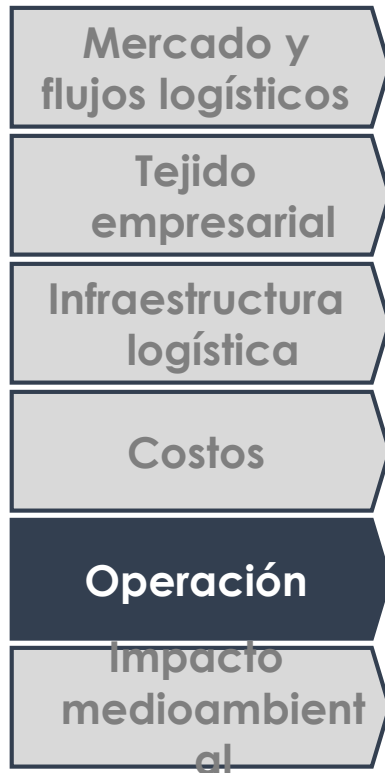 Mercado y
flujos logísticos
Tejido
empresarial
Infraestructura
logística
Costos
Operación
Impacto
medioambient
al